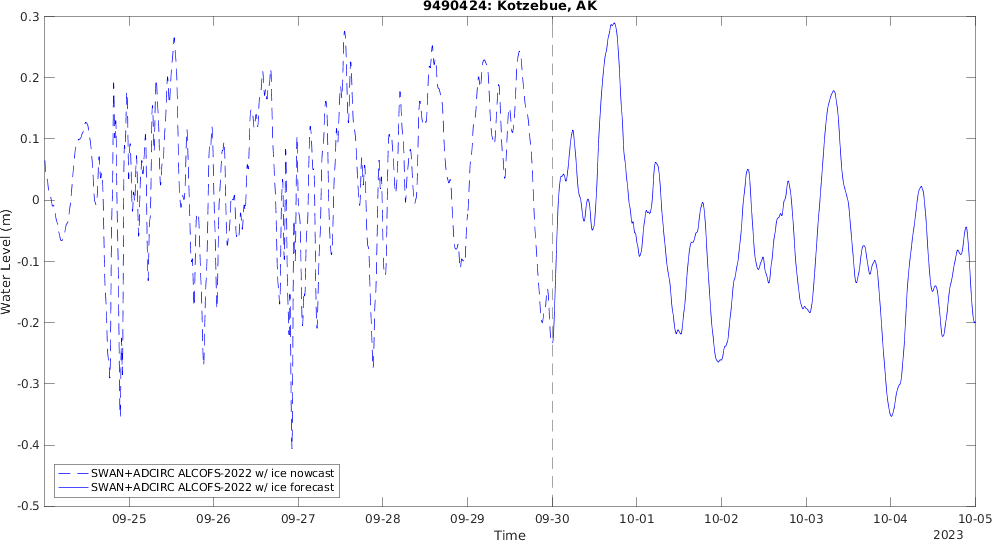 9490424: Kotzebue, AK
0.3
0.2
0.1
0
-0.1
-0.2
-0.3
-0.4
-0.5
Water Level (m)
SWAN+ADCIRC ALCOFS-2022 w/ ice nowcast
SWAN+ADCIRC ALCOFS-2022 w/ ice forecast
09-25 09-26 09-27 09-28 09-29 09-30 10-01 10-02 10-03 10-04 10-05
Time
2023